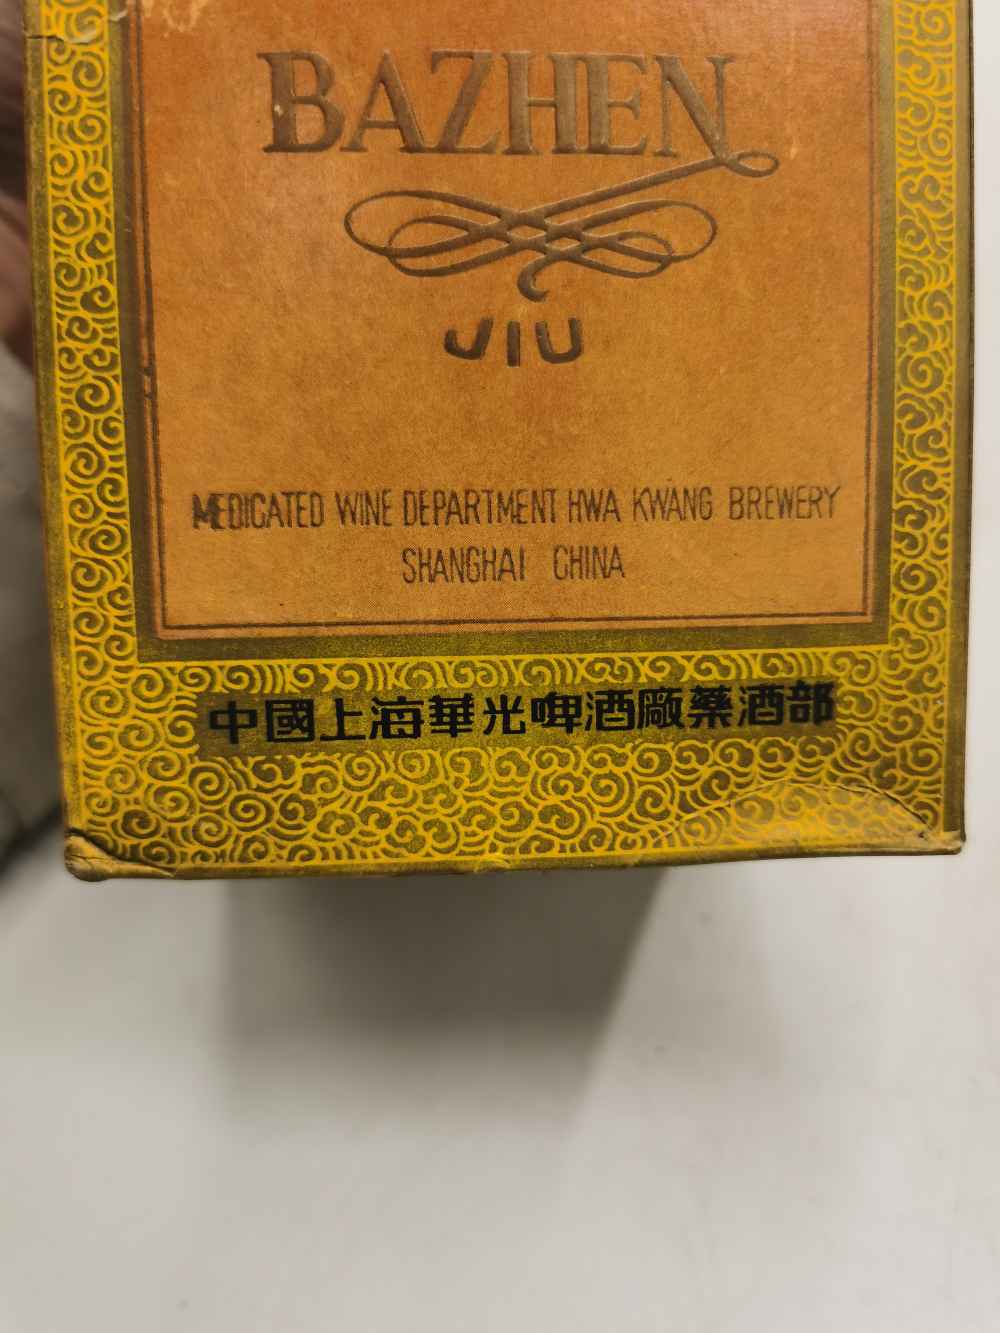 BAZHEN
JIU
MEDICATED WINE DEPARTMENT HWA KWANG BREWERY
SHANGHAI CHINA
中國上海華光啤酒廠藥酒部